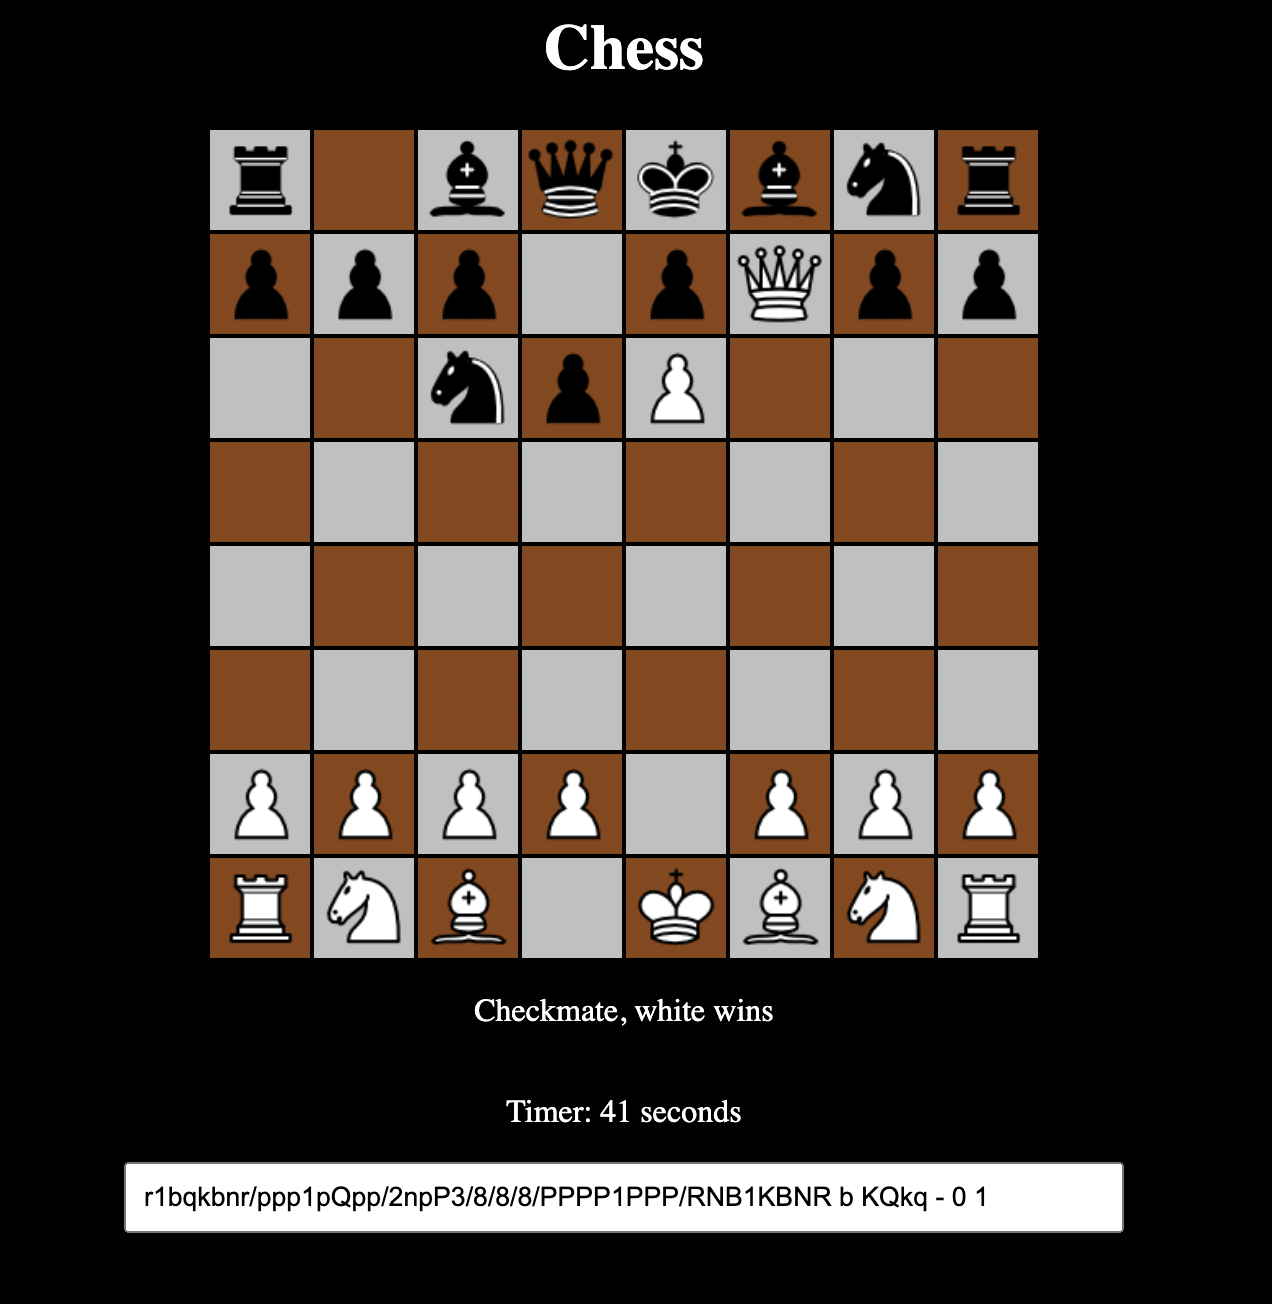 Chess
Checkmate, white wins
Timer: 41 seconds
r1bqkbnr/ppp1pQpp/2npP3/8/8/8/PPPP1PPP/RNB1KBNR b KQkq - 0 1